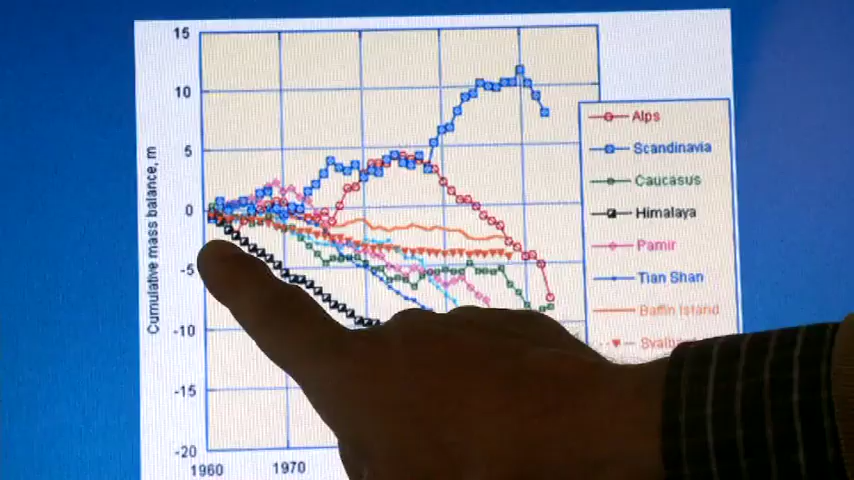 15
10
5
0
-5
-10
-15
-20
Cumulative mass balance, m
1960
1970
Alps
Scandinavia
Caucasus
Himalaya
Pamir
Tian Shan
Baffin Island
Svalbard